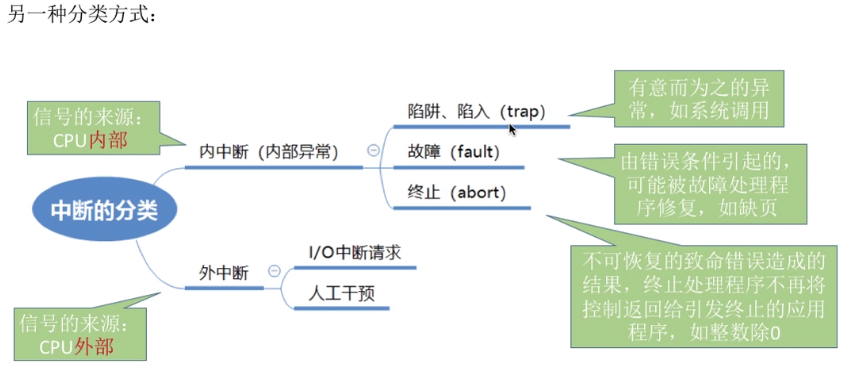 另一种分类方式：
信号的来源：
CPU内部
中断的分类
内中断（内部异常）
陷阱、陷入（trap）
故障（fault）
终止（abort）
有意而为之的异
常，如系统调用
由错误条件引起的，
可能被故障处理程
序修复，如缺页
不可恢复的致命错误造成的
结果，终止处理程序不再将
控制返回给引发终止的应用
程序，如整数除0
外中断
I/O中断请求
人工干预
信号的来源：
CPU外部